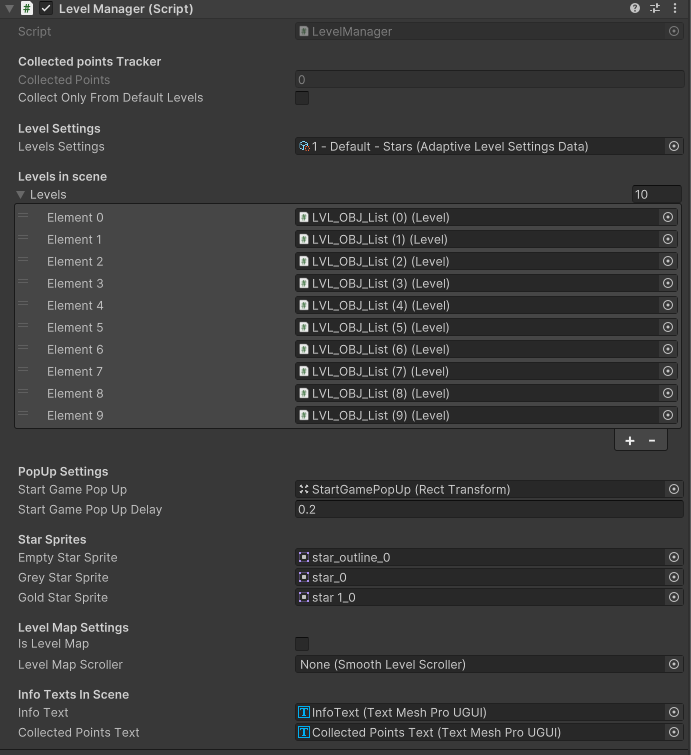 Level Manager (Script)
Script LevelManager
Collected points Tracker
Collected Points 0
Collect Only From Default Levels
Level Settings
Levels Settings 1 - Default - Stars (Adaptive Level Settings Data)
Levels in scene
Levels 10
Element 0 LVL_OBJ_List (0) (Level)
Element 1 LVL_OBJ_List (1) (Level)
Element 2 LVL_OBJ_List (2) (Level)
Element 3 LVL_OBJ_List (3) (Level)
Element 4 LVL_OBJ_List (4) (Level)
Element 5 LVL_OBJ_List (5) (Level)
Element 6 LVL_OBJ_List (6) (Level)
Element 7 LVL_OBJ_List (7) (Level)
Element 8 LVL_OBJ_List (8) (Level)
Element 9 LVL_OBJ_List (9) (Level)
+ -
PopUp Settings
Start Game Pop Up StartGamePopUp (Rect Transform)
Start Game Pop Up Delay 0.2
Star Sprites
Empty Star Sprite star_outline_0
Grey Star Sprite star_0
Gold Star Sprite star 1_0
Level Map Settings
Is Level Map
Level Map Scroller None (Smooth Level Scroller)
Info Texts In Scene
Info Text InfoText (Text Mesh Pro UGUI)
Collected Points Text Collected Points Text (Text Mesh Pro UGUI)